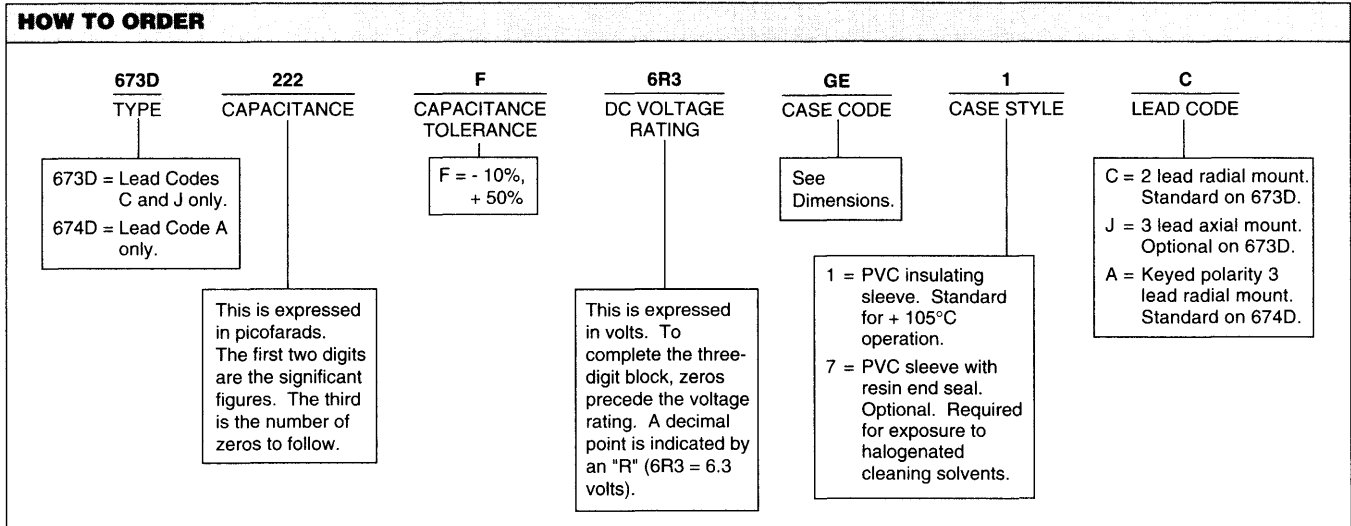 HOW TO ORDER
673D
TYPE
222
CAPACITANCE
F
CAPACITANCE
TOLERANCE
6R3
DC VOLTAGE
RATING
GE
CASE CODE
1
CASE STYLE
C
LEAD CODE
673D = Lead Codes
C and J only.
674D = Lead Code A
only.
This is expressed
in picofarads.
The first two digits
are the significant
figures. The third
is the number of
zeros to follow.
F = - 10%,
+ 50%
This is expressed
in volts. To
complete the three-
digit block, zeros
precede the voltage
rating. A decimal
point is indicated by
an "R" (6R3 = 6.3
volts).
See
Dimensions.
1 = PVC insulating
sleeve. Standard
for + 105°C
operation.
7 = PVC sleeve with
resin end seal.
Optional. Required
for exposure to
halogenated
cleaning solvents.
C = 2 lead radial mount.
Standard on 673D.
J = 3 lead axial mount.
Optional on 673D.
A = Keyed polarity 3
lead radial mount.
Standard on 674D.